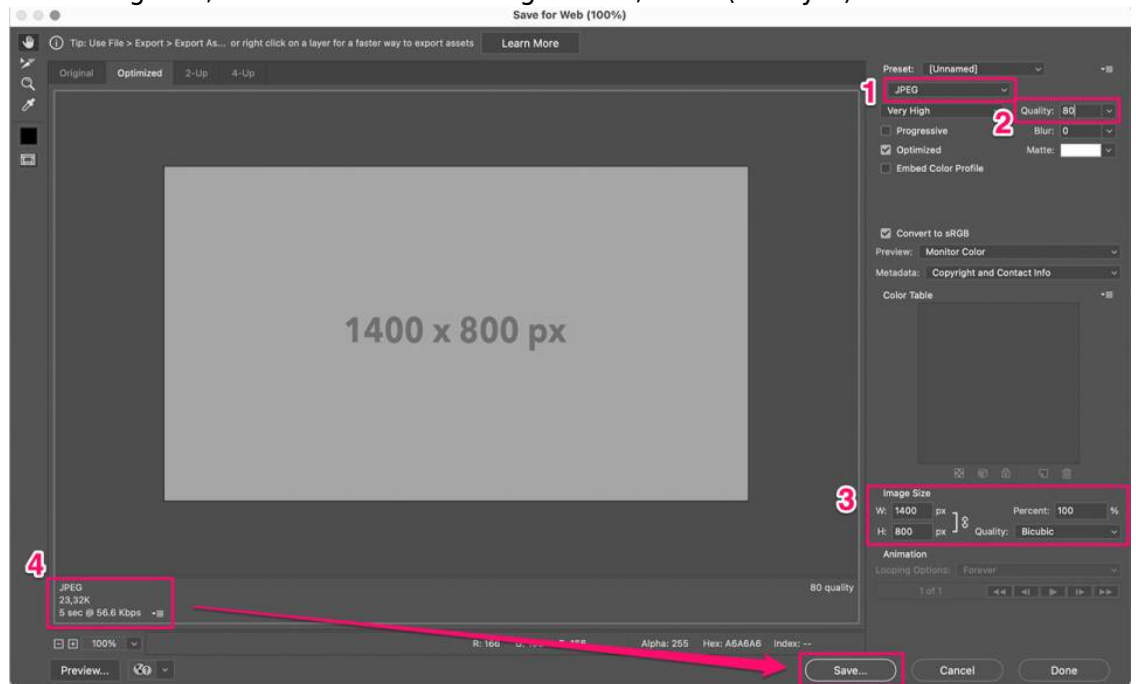 Save for Web (100%)
Tip: Use File > Export > Export As... or right click on a layer for a faster way to export assets
Learn More
Original Optimized 2-Up 4-Up
Preset: [Unnamed]
1 JPEG
Very High 2 Quality: 80
Progressive Blur: 0
Optimized Matte:
Embed Color Profile
Convert to sRGB
Preview: Monitor Color
Metadata: Copyright and Contact Info
Color Table
1400 x 800 px
3 Image Size
W: 1400 px Percent: 100 %
H: 800 px Quality: Bicubic
Animation
Looping Options: Forever
1 of 1
4
JPEG 80 quality
23,32K
5 sec @ 56.6 Kbps
100% R: 166 Alpha: 255 Hex: A6A6A6 Index: --
Preview... Save... Cancel Done